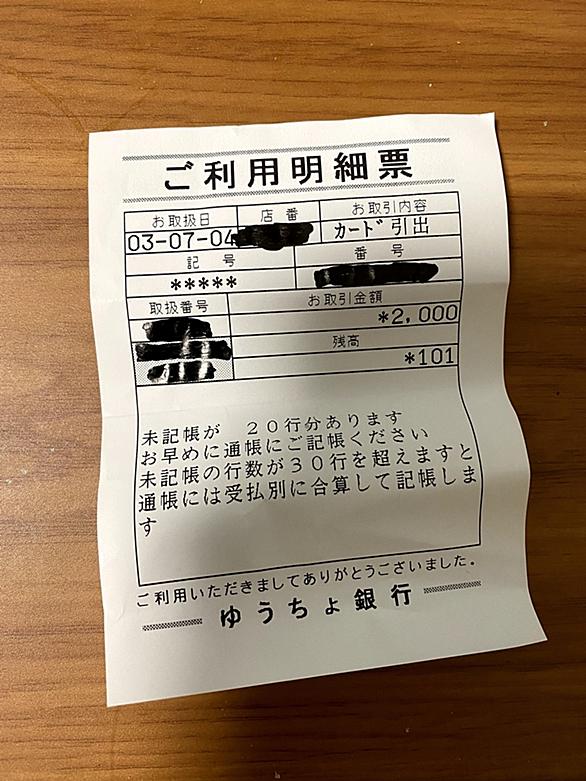 ご利用明細票
お取扱日 店番 お取引内容
03-07-04 カード引出
記号 番号
*****
取扱番号 お取引金額
*2,000
残高
*101
未記帳が 20行分あります
お早めに通帳にご記帳ください
未記帳の行数が30行を超えますと
通帳には受払別に合算して記帳しま
す
ご利用いただきましてありがとうございました。
ゆうちょ銀行